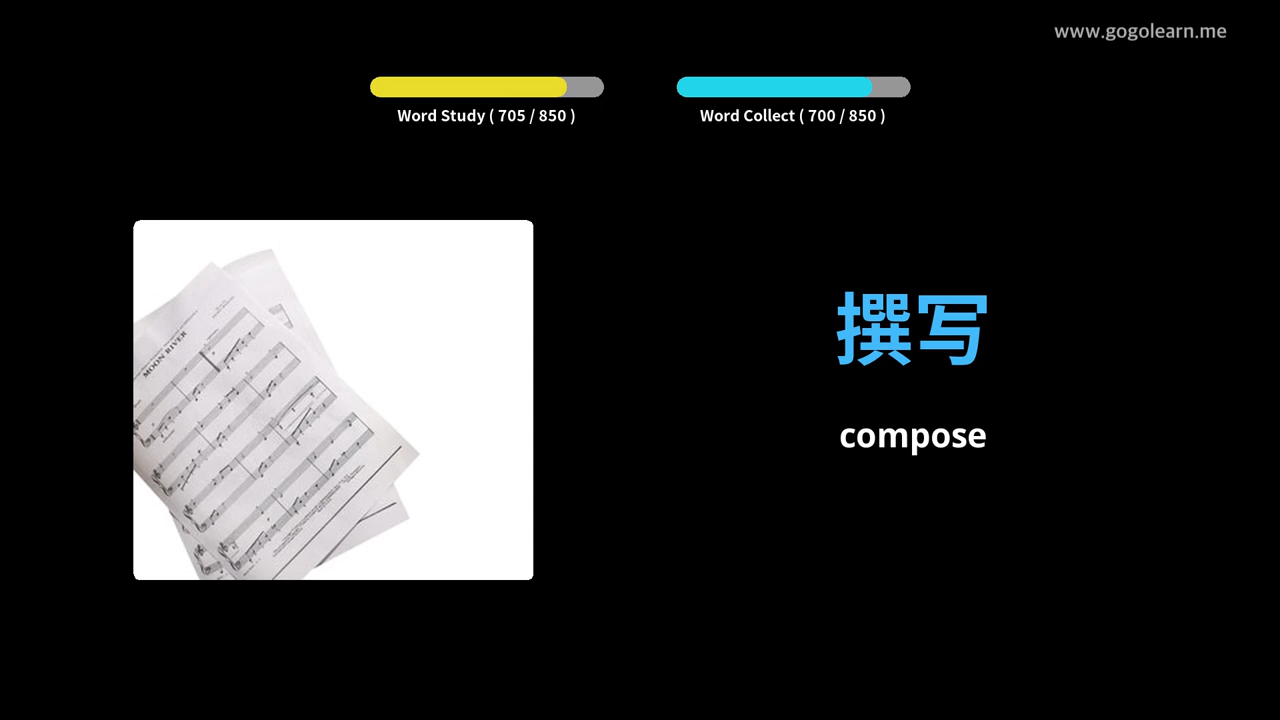 www.gogolearn.me
Word Study ( 705 / 850 )
Word Collect ( 700 / 850 )
MOON RIVER
撰写
compose